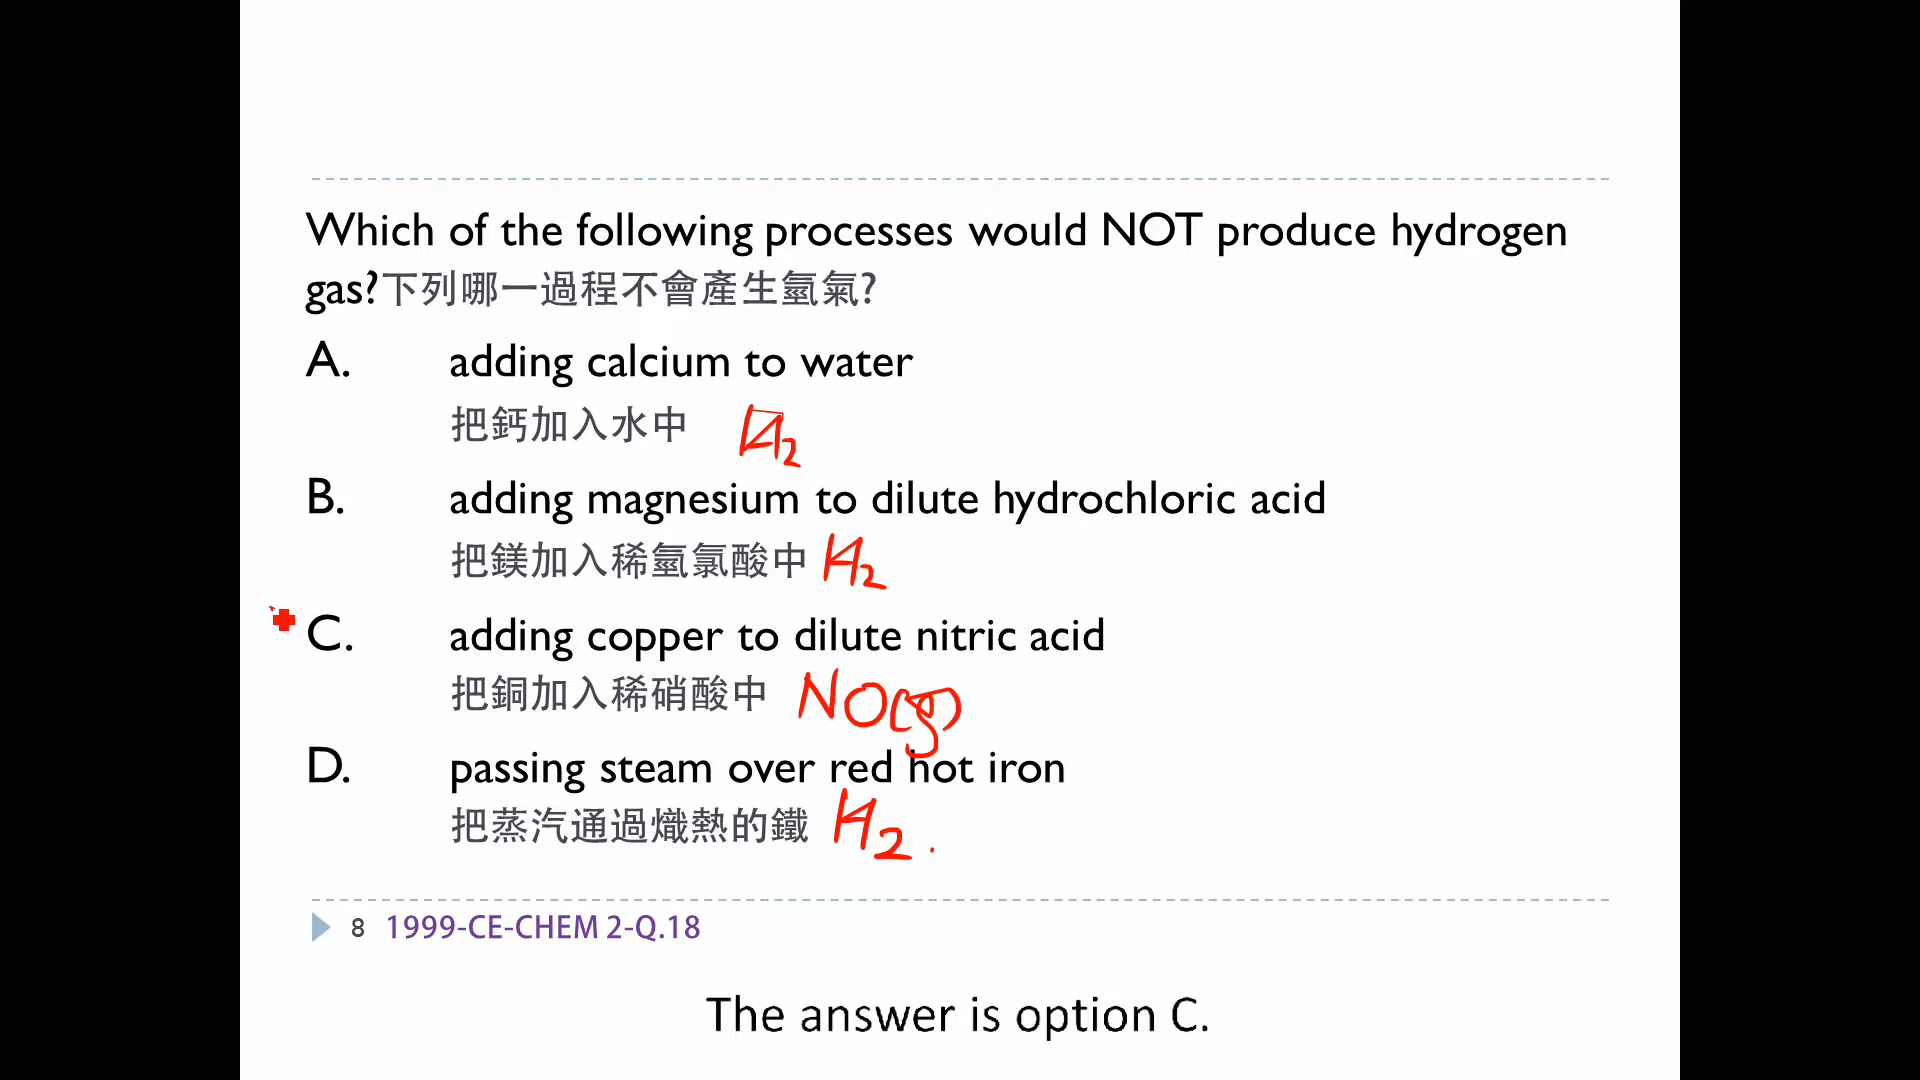 Which of the following processes would NOT produce hydrogen
gas?下列哪一過程不會產生氫氣?
A. adding calcium to water
把鈣加入水中 H2
B. adding magnesium to dilute hydrochloric acid
把鎂加入稀氫氯酸中 H2
C. adding copper to dilute nitric acid
把銅加入稀硝酸中 NO(g)
D. passing steam over red hot iron
把蒸汽通過熾熱的鐵 H2
8 1999-CE-CHEM 2-Q.18
The answer is option C.